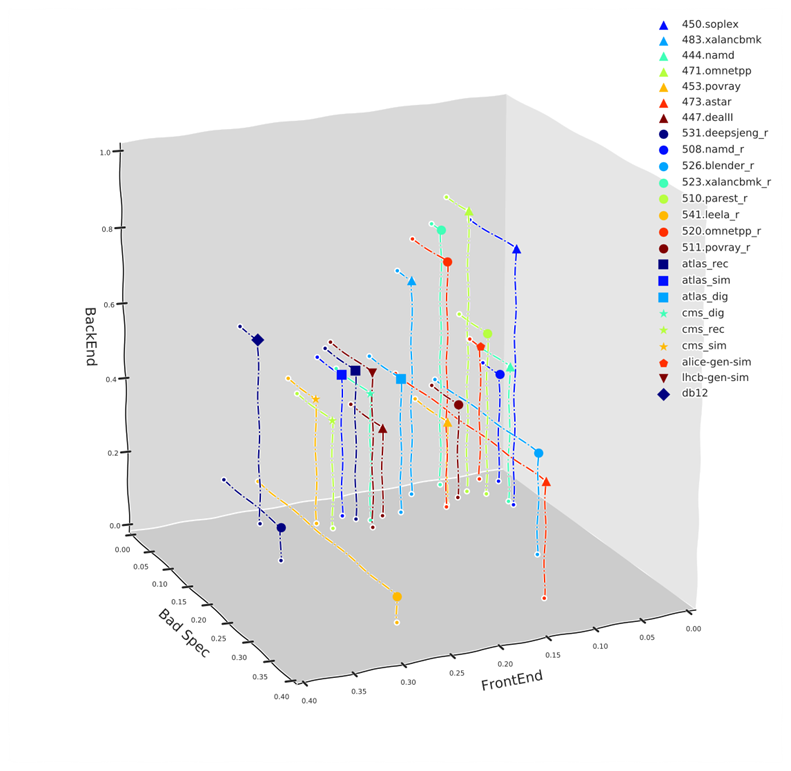 450.soplex
483.xalancbmk
444.namd
471.omnetpp
453.povray
473.astar
447.dealII
531.deepsjeng_r
508.namd_r
526.blender_r
523.xalancbmk_r
510.parest_r
541.leela_r
520.omnetpp_r
511.povray_r
atlas_rec
atlas_sim
atlas_dig
cms_dig
cms_rec
cms_sim
alice-gen-sim
lhcb-gen-sim
db12
1.0
0.8
0.6
0.4
0.2
0.0
BackEnd
0.00
0.05
0.10
0.15
0.20
0.25
0.30
0.35
0.40
Bad Spec
0.40
0.35
0.30
0.25
0.20
0.15
0.10
0.05
0.00
FrontEnd